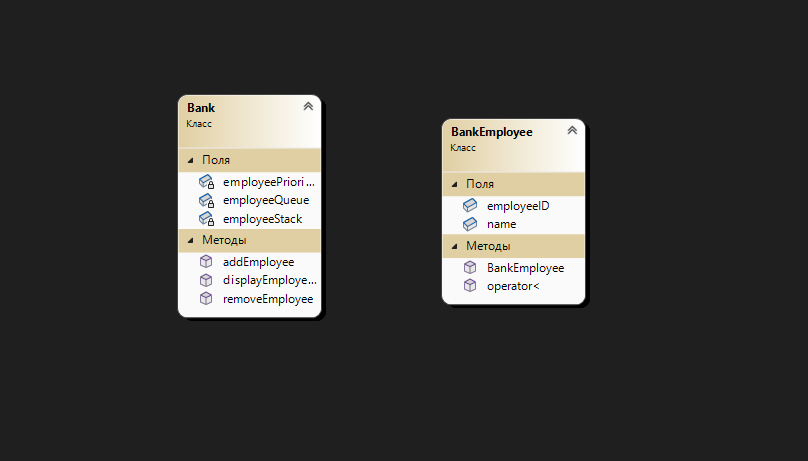 Bank
Класс
Поля
employeePriori...
employeeQueue
employeeStack
Методы
addEmployee
displayEmploye...
removeEmployee
BankEmployee
Класс
Поля
employeeID
name
Методы
BankEmployee
operator<